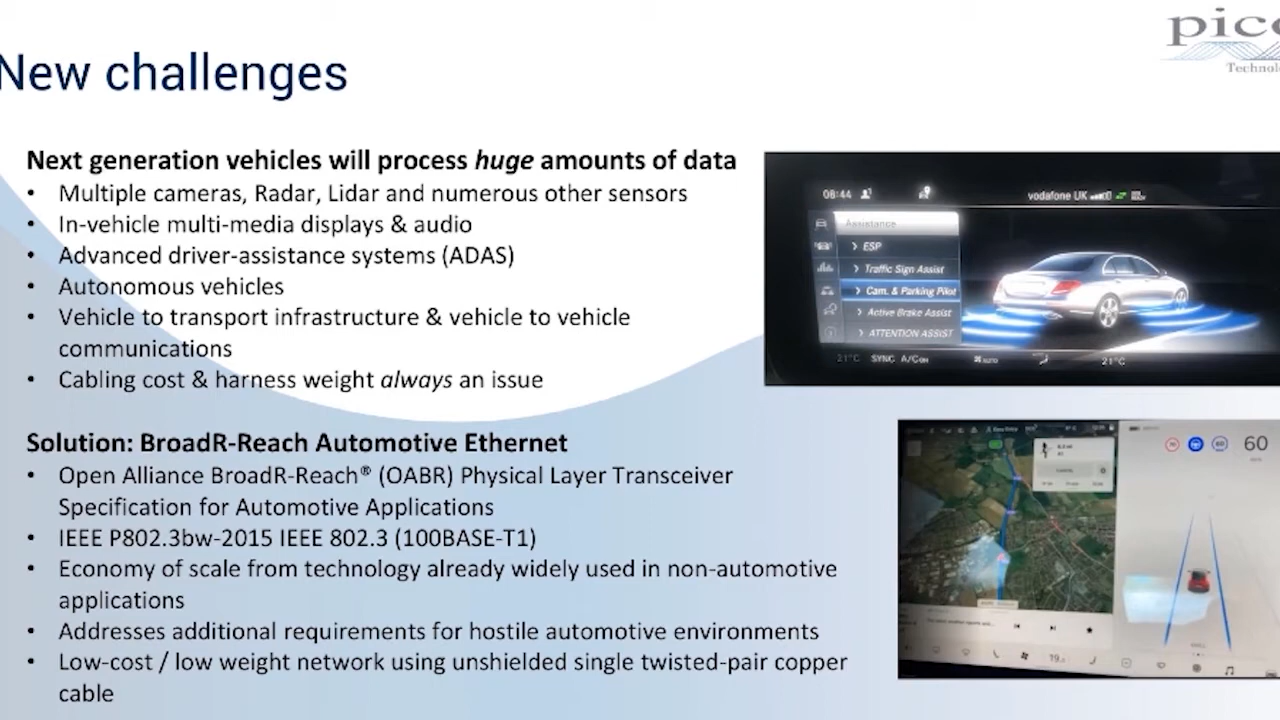 pico
Technolo
New challenges
Next generation vehicles will process huge amounts of data
• Multiple cameras, Radar, Lidar and numerous other sensors
• In-vehicle multi-media displays & audio
• Advanced driver-assistance systems (ADAS)
• Autonomous vehicles
• Vehicle to transport infrastructure & vehicle to vehicle
communications
• Cabling cost & harness weight always an issue
08:44
vodafone UK
Assistance
ESP
Traffic Sign Assist
Cam. & Parking Pilot
Active Brake Assist
ATTENTION ASSIST
21°C SYNC A/C ON AUTO 21°C
Solution: BroadR-Reach Automotive Ethernet
• Open Alliance BroadR-Reach® (OABR) Physical Layer Transceiver
Specification for Automotive Applications
• IEEE P802.3bw-2015 IEEE 802.3 (100BASE-T1)
• Economy of scale from technology already widely used in non-automotive
applications
• Addresses additional requirements for hostile automotive environments
• Low-cost / low weight network using unshielded single twisted-pair copper
cable
60
60